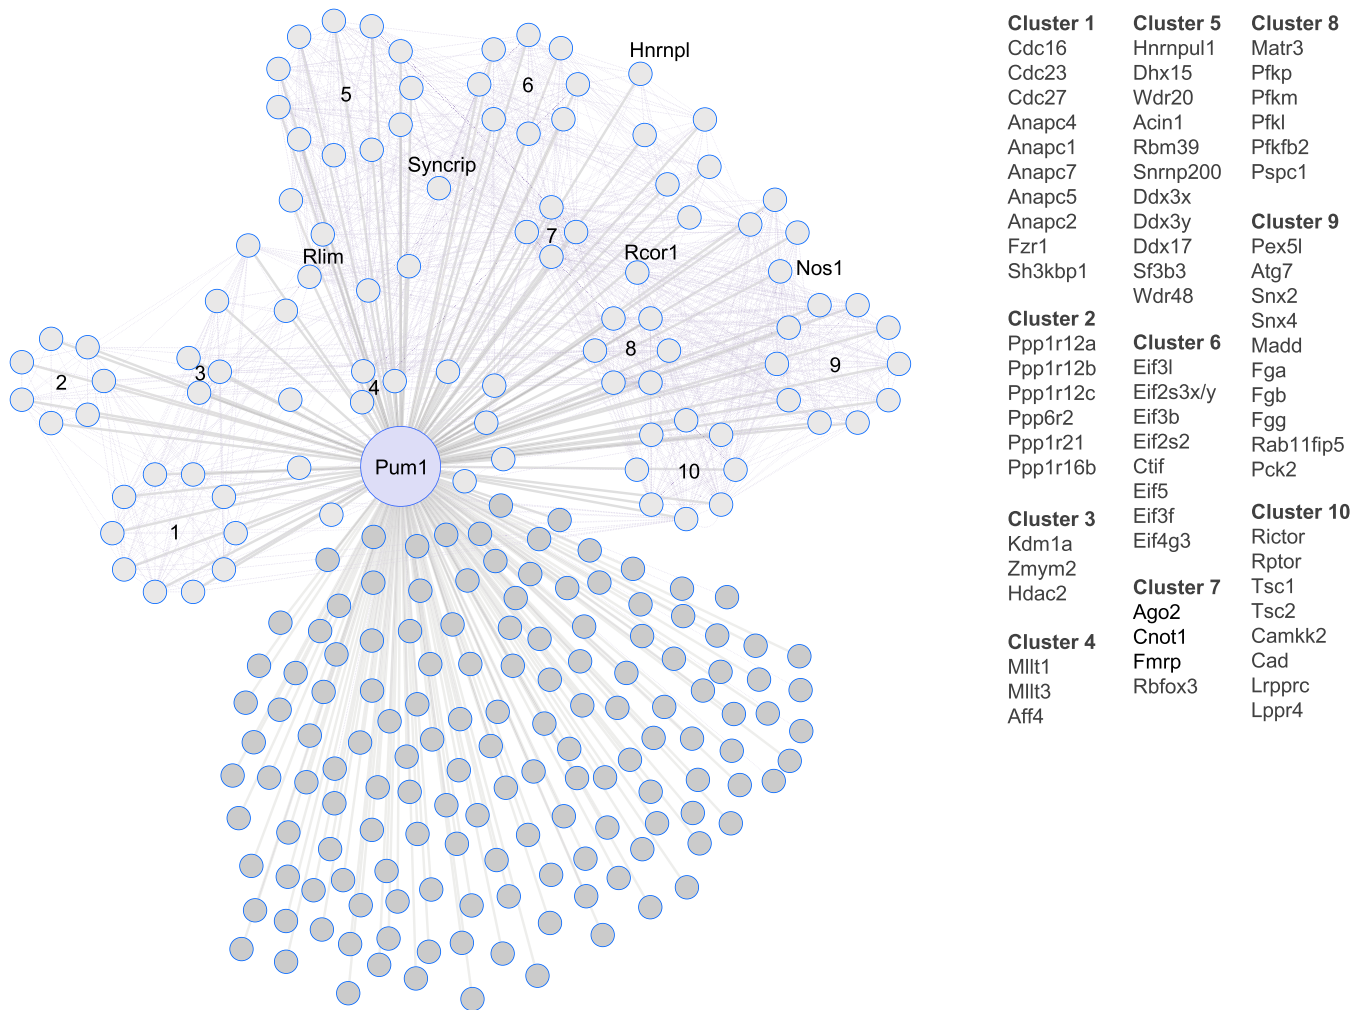 Hnrnpl
5
6
Syncrip
7
Rlim
Rcor1
Nos1
8
9
3
2
4
Pum1
10
1
Cluster 1
Cdc16
Cdc23
Cdc27
Anapc4
Anapc1
Anapc7
Anapc5
Anapc2
Fzr1
Sh3kbp1
Cluster 2
Ppp1r12a
Ppp1r12b
Ppp1r12c
Ppp6r2
Ppp1r21
Ppp1r16b
Cluster 3
Kdm1a
Zmym2
Hdac2
Cluster 4
Mllt1
Mllt3
Aff4
Cluster 5
Hnrnpul1
Dhx15
Wdr20
Acin1
Rbm39
Snrnp200
Ddx3x
Ddx3y
Ddx17
Sf3b3
Wdr48
Cluster 6
Eif3l
Eif2s3x/y
Eif3b
Eif2s2
Ctif
Eif5
Eif3f
Eif4g3
Cluster 7
Ago2
Cnot1
Fmrp
Rbfox3
Cluster 8
Matr3
Pfkp
Pfkm
Pfkl
Pfkfb2
Pspc1
Cluster 9
Pex5l
Atg7
Snx2
Snx4
Madd
Fga
Fgb
Fgg
Rab11fip5
Pck2
Cluster 10
Rictor
Rptor
Tsc1
Tsc2
Camkk2
Cad
Lrpprc
Lppr4